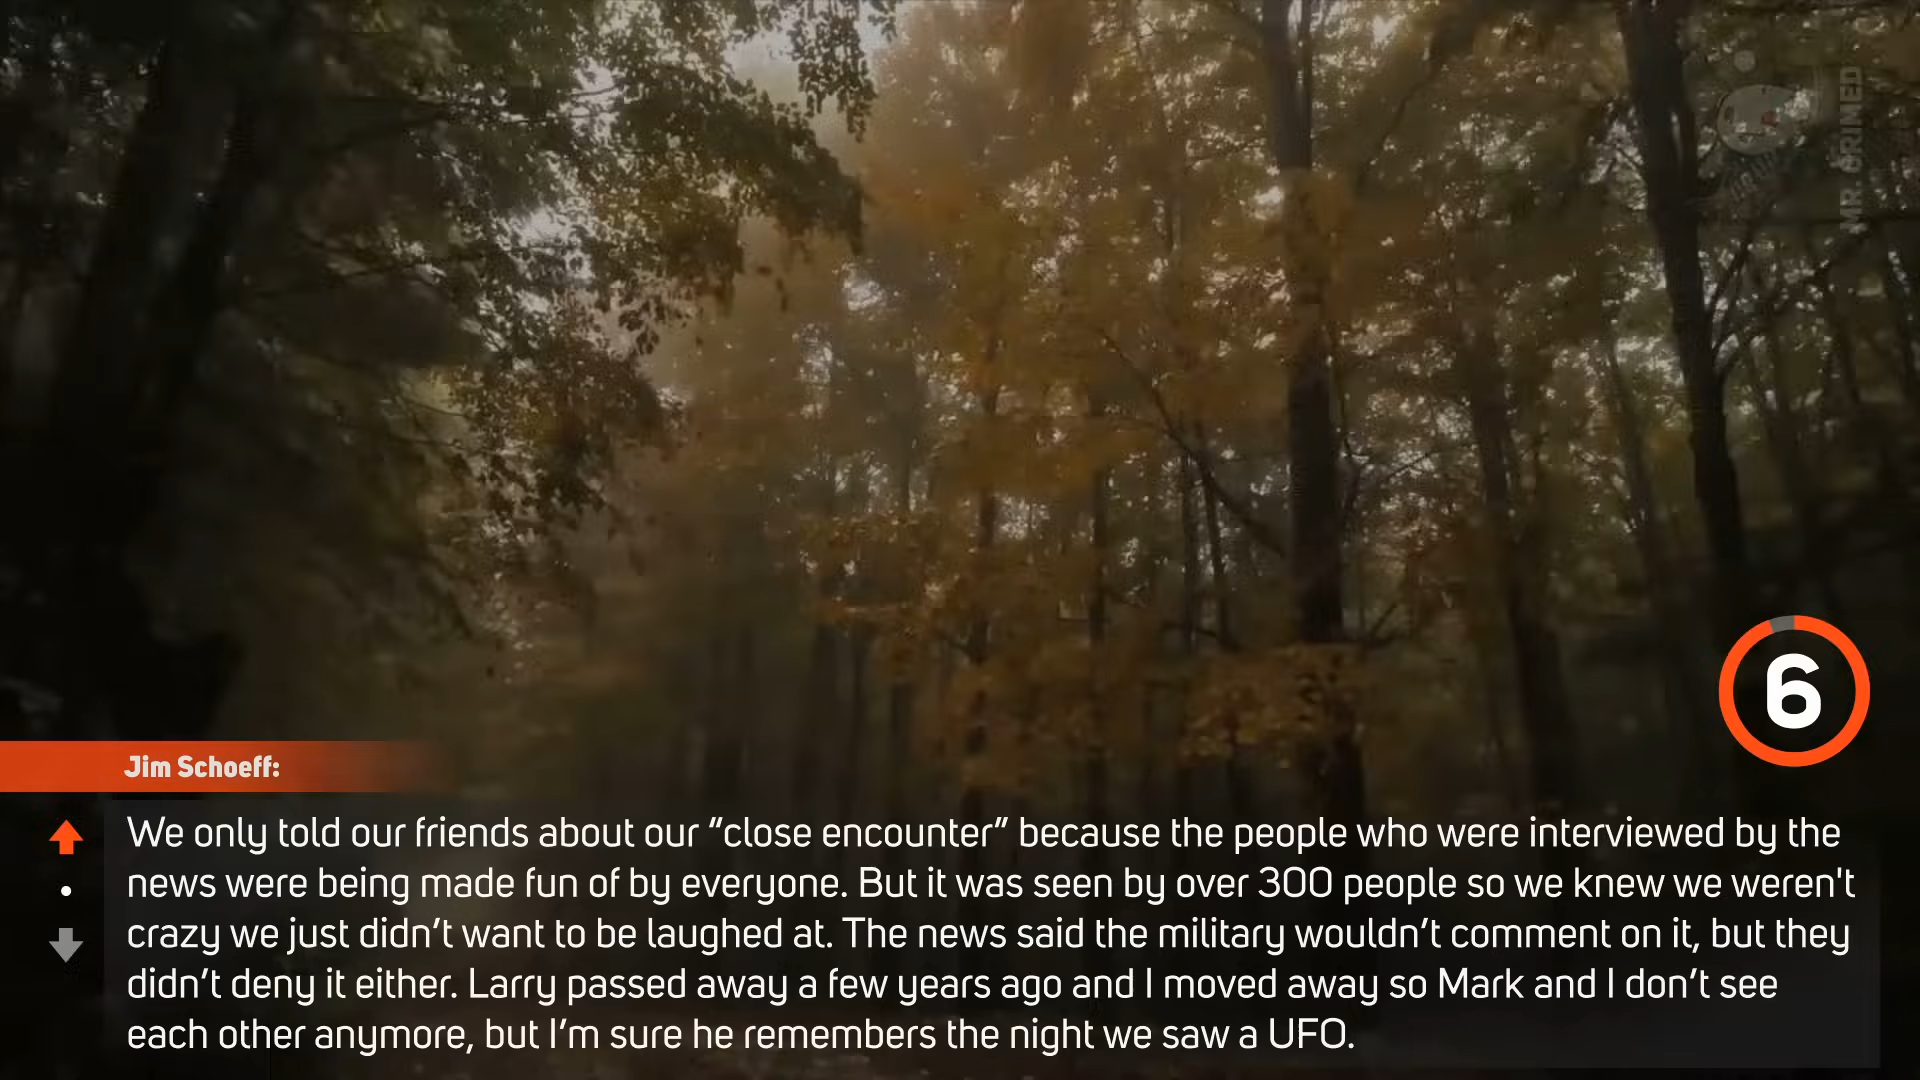 MR. GRINED
6
Jim Schoeff:
We only told our friends about our “close encounter” because the people who were interviewed by the
news were being made fun of by everyone. But it was seen by over 300 people so we knew we weren't
crazy we just didn’t want to be laughed at. The news said the military wouldn’t comment on it, but they
didn’t deny it either. Larry passed away a few years ago and I moved away so Mark and I don’t see
each other anymore, but I’m sure he remembers the night we saw a UFO.